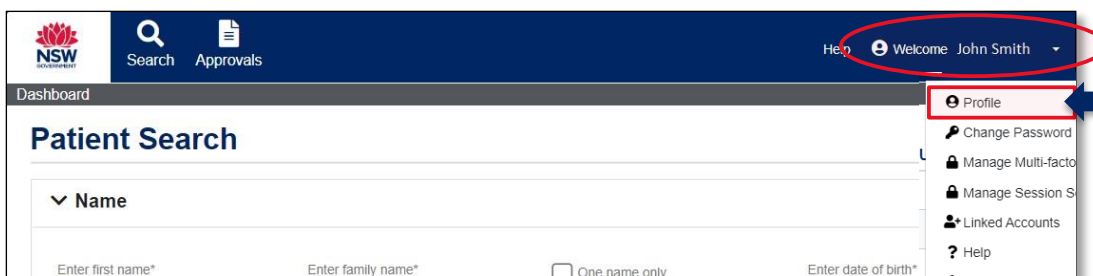 NSW
GOVERNMENT
Search
Approvals
Help
Welcome John Smith
Dashboard
Profile
Patient Search
Change Password
Manage Multi-facto
Name
Manage Session S
Linked Accounts
? Help
Enter first name*
Enter family name*
One name only
Enter date of birth*